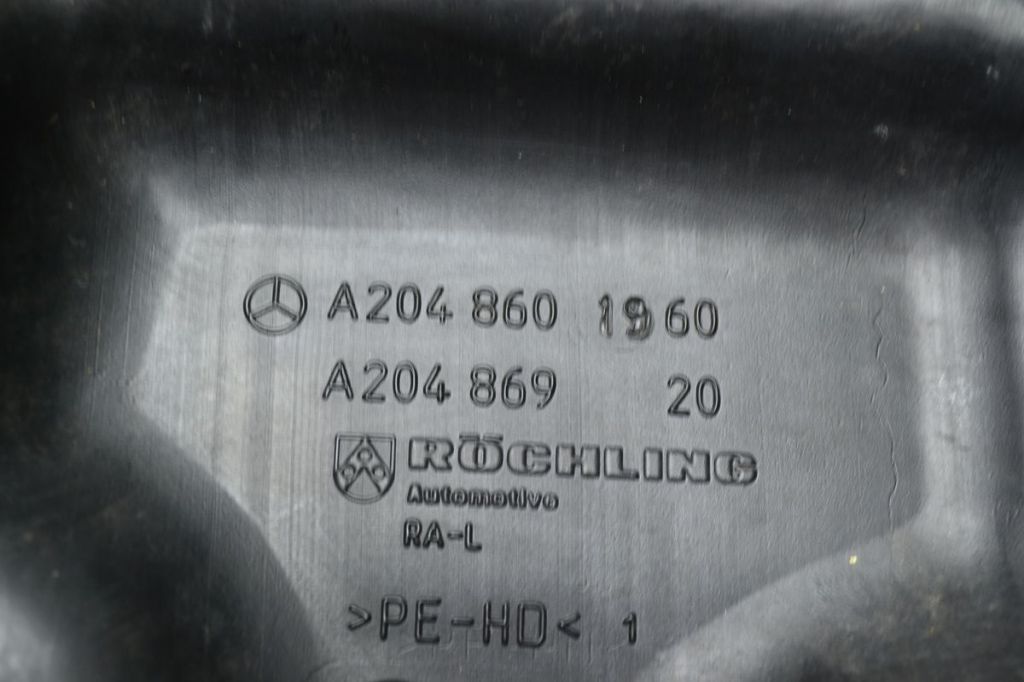 A204 860 1960
A204 869 20
RÖCHLING
Automotive
RA-L
>PE-HD< 1